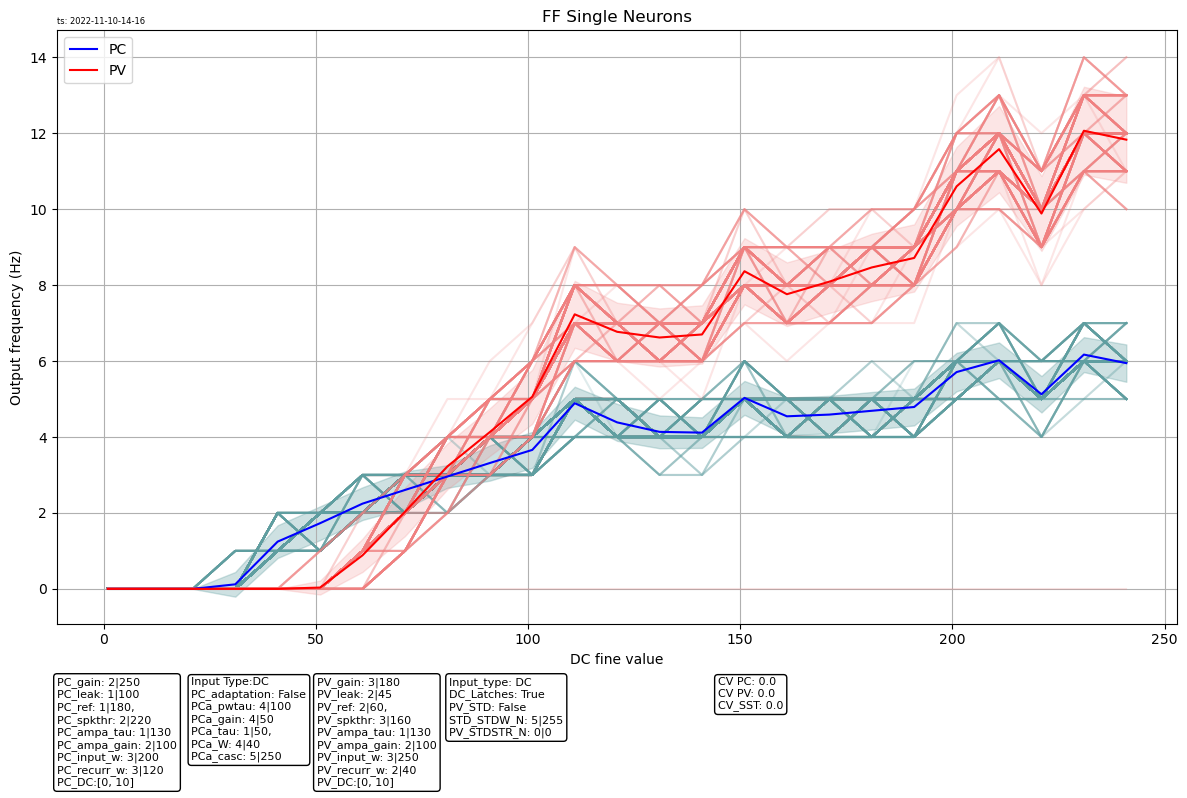 ts: 2022-11-10-14-16
FF Single Neurons
PC
PV
Output frequency (Hz)
14
12
10
8
6
4
2
0
0
50
100
150
200
250
DC fine value
PC_gain: 2|250
PC_leak: 1|100
PC_ref: 1|180,
PC_spkthr: 2|220
PC_ampa_tau: 1|130
PC_ampa_gain: 2|100
PC_input_w: 3|200
PC_recurr_w: 3|120
PC_DC:[0, 10]
Input Type:DC
PC_adaptation: False
PCa_pwtau: 4|100
PCa_gain: 4|50
PCa_tau: 1|50,
PCa_W: 4|40
PCa_casc: 5|250
PV_gain: 3|180
PV_leak: 2|45
PV_ref: 2|60,
PV_spkthr: 3|160
PV_ampa_tau: 1|130
PV_ampa_gain: 2|100
PV_input_w: 3|250
PV_recurr_w: 2|40
PV_DC:[0, 10]
Input_type: DC
DC_Latches: True
PV_STD: False
STD_STDW_N: 5|255
PV_STDSTR_N: 0|0
CV PC: 0.0
CV PV: 0.0
CV_SST: 0.0